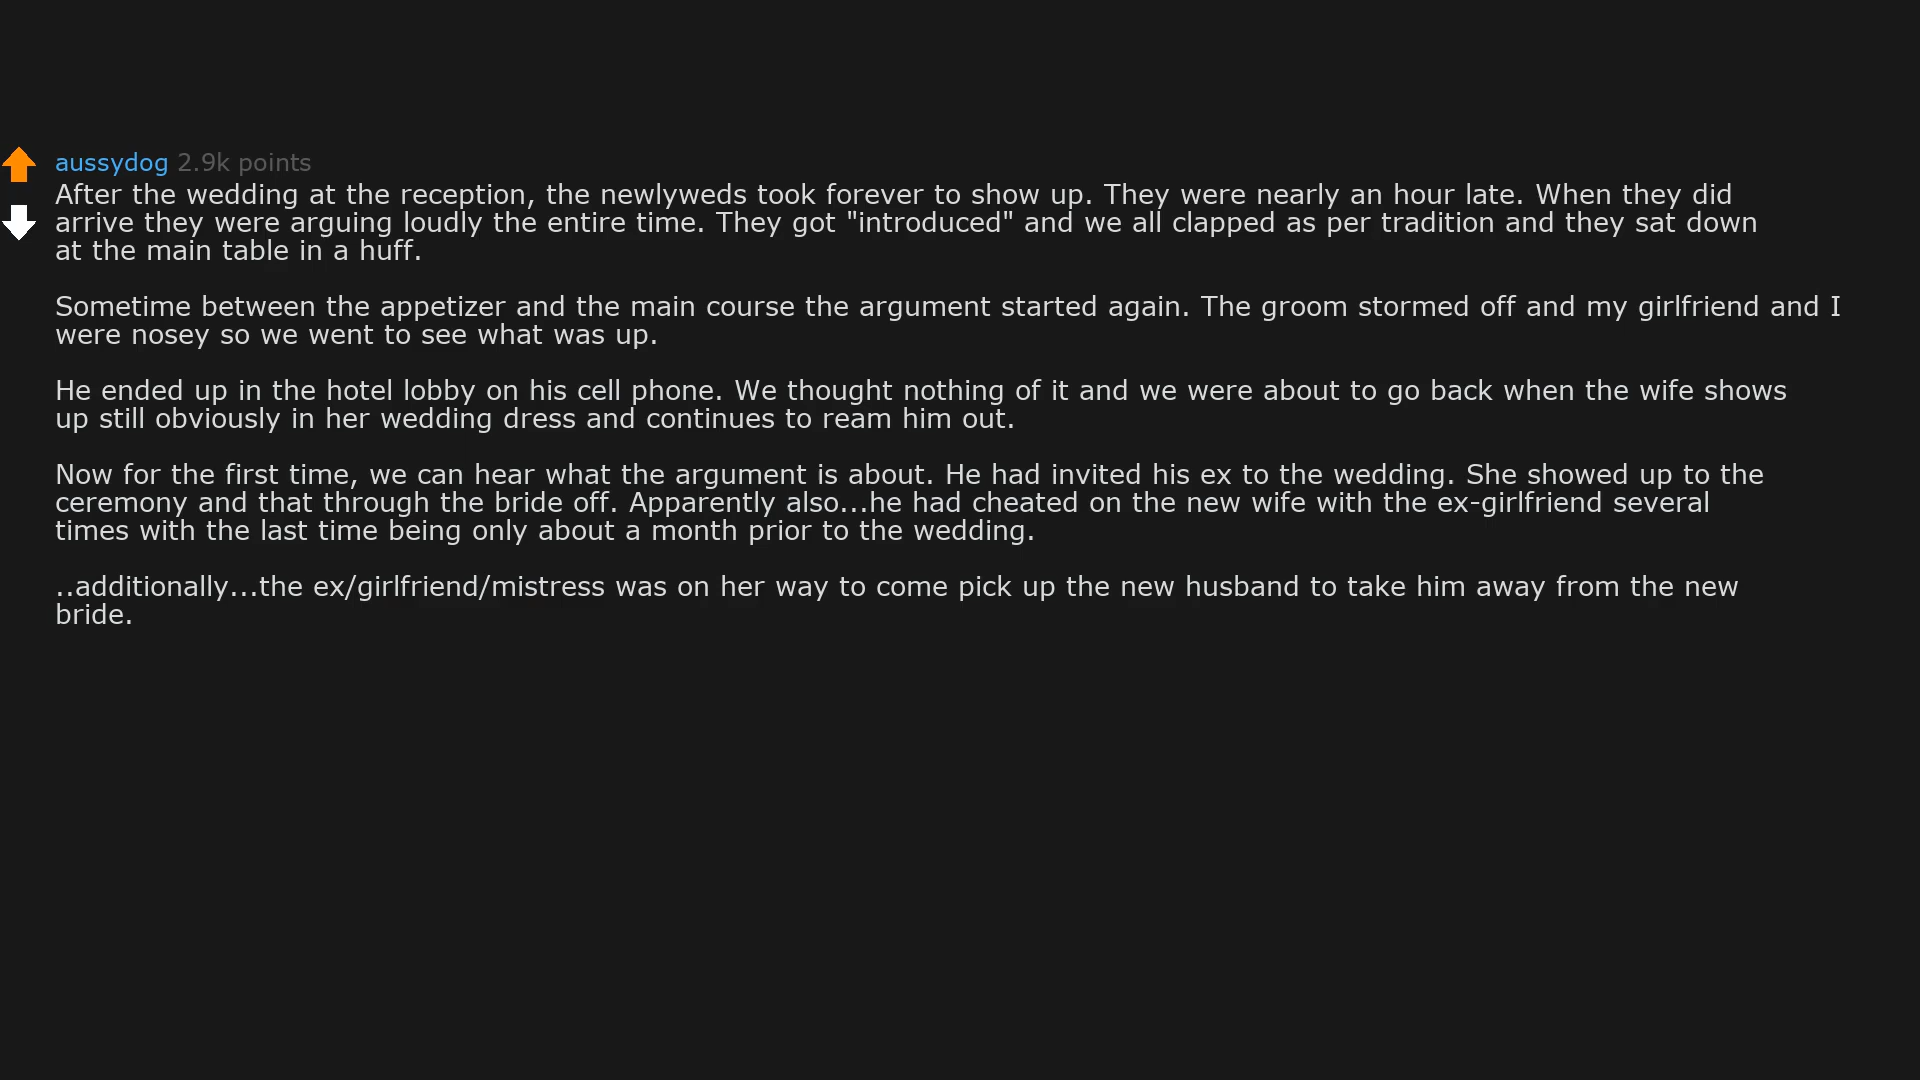 aussydog 2.9k points
After the wedding at the reception, the newlyweds took forever to show up. They were nearly an hour late. When they did
arrive they were arguing loudly the entire time. They got "introduced" and we all clapped as per tradition and they sat down
at the main table in a huff.
Sometime between the appetizer and the main course the argument started again. The groom stormed off and my girlfriend and I
were nosey so we went to see what was up.
He ended up in the hotel lobby on his cell phone. We thought nothing of it and we were about to go back when the wife shows
up still obviously in her wedding dress and continues to ream him out.
Now for the first time, we can hear what the argument is about. He had invited his ex to the wedding. She showed up to the
ceremony and that through the bride off. Apparently also...he had cheated on the new wife with the ex-girlfriend several
times with the last time being only about a month prior to the wedding.
..additionally...the ex/girlfriend/mistress was on her way to come pick up the new husband to take him away from the new
bride.